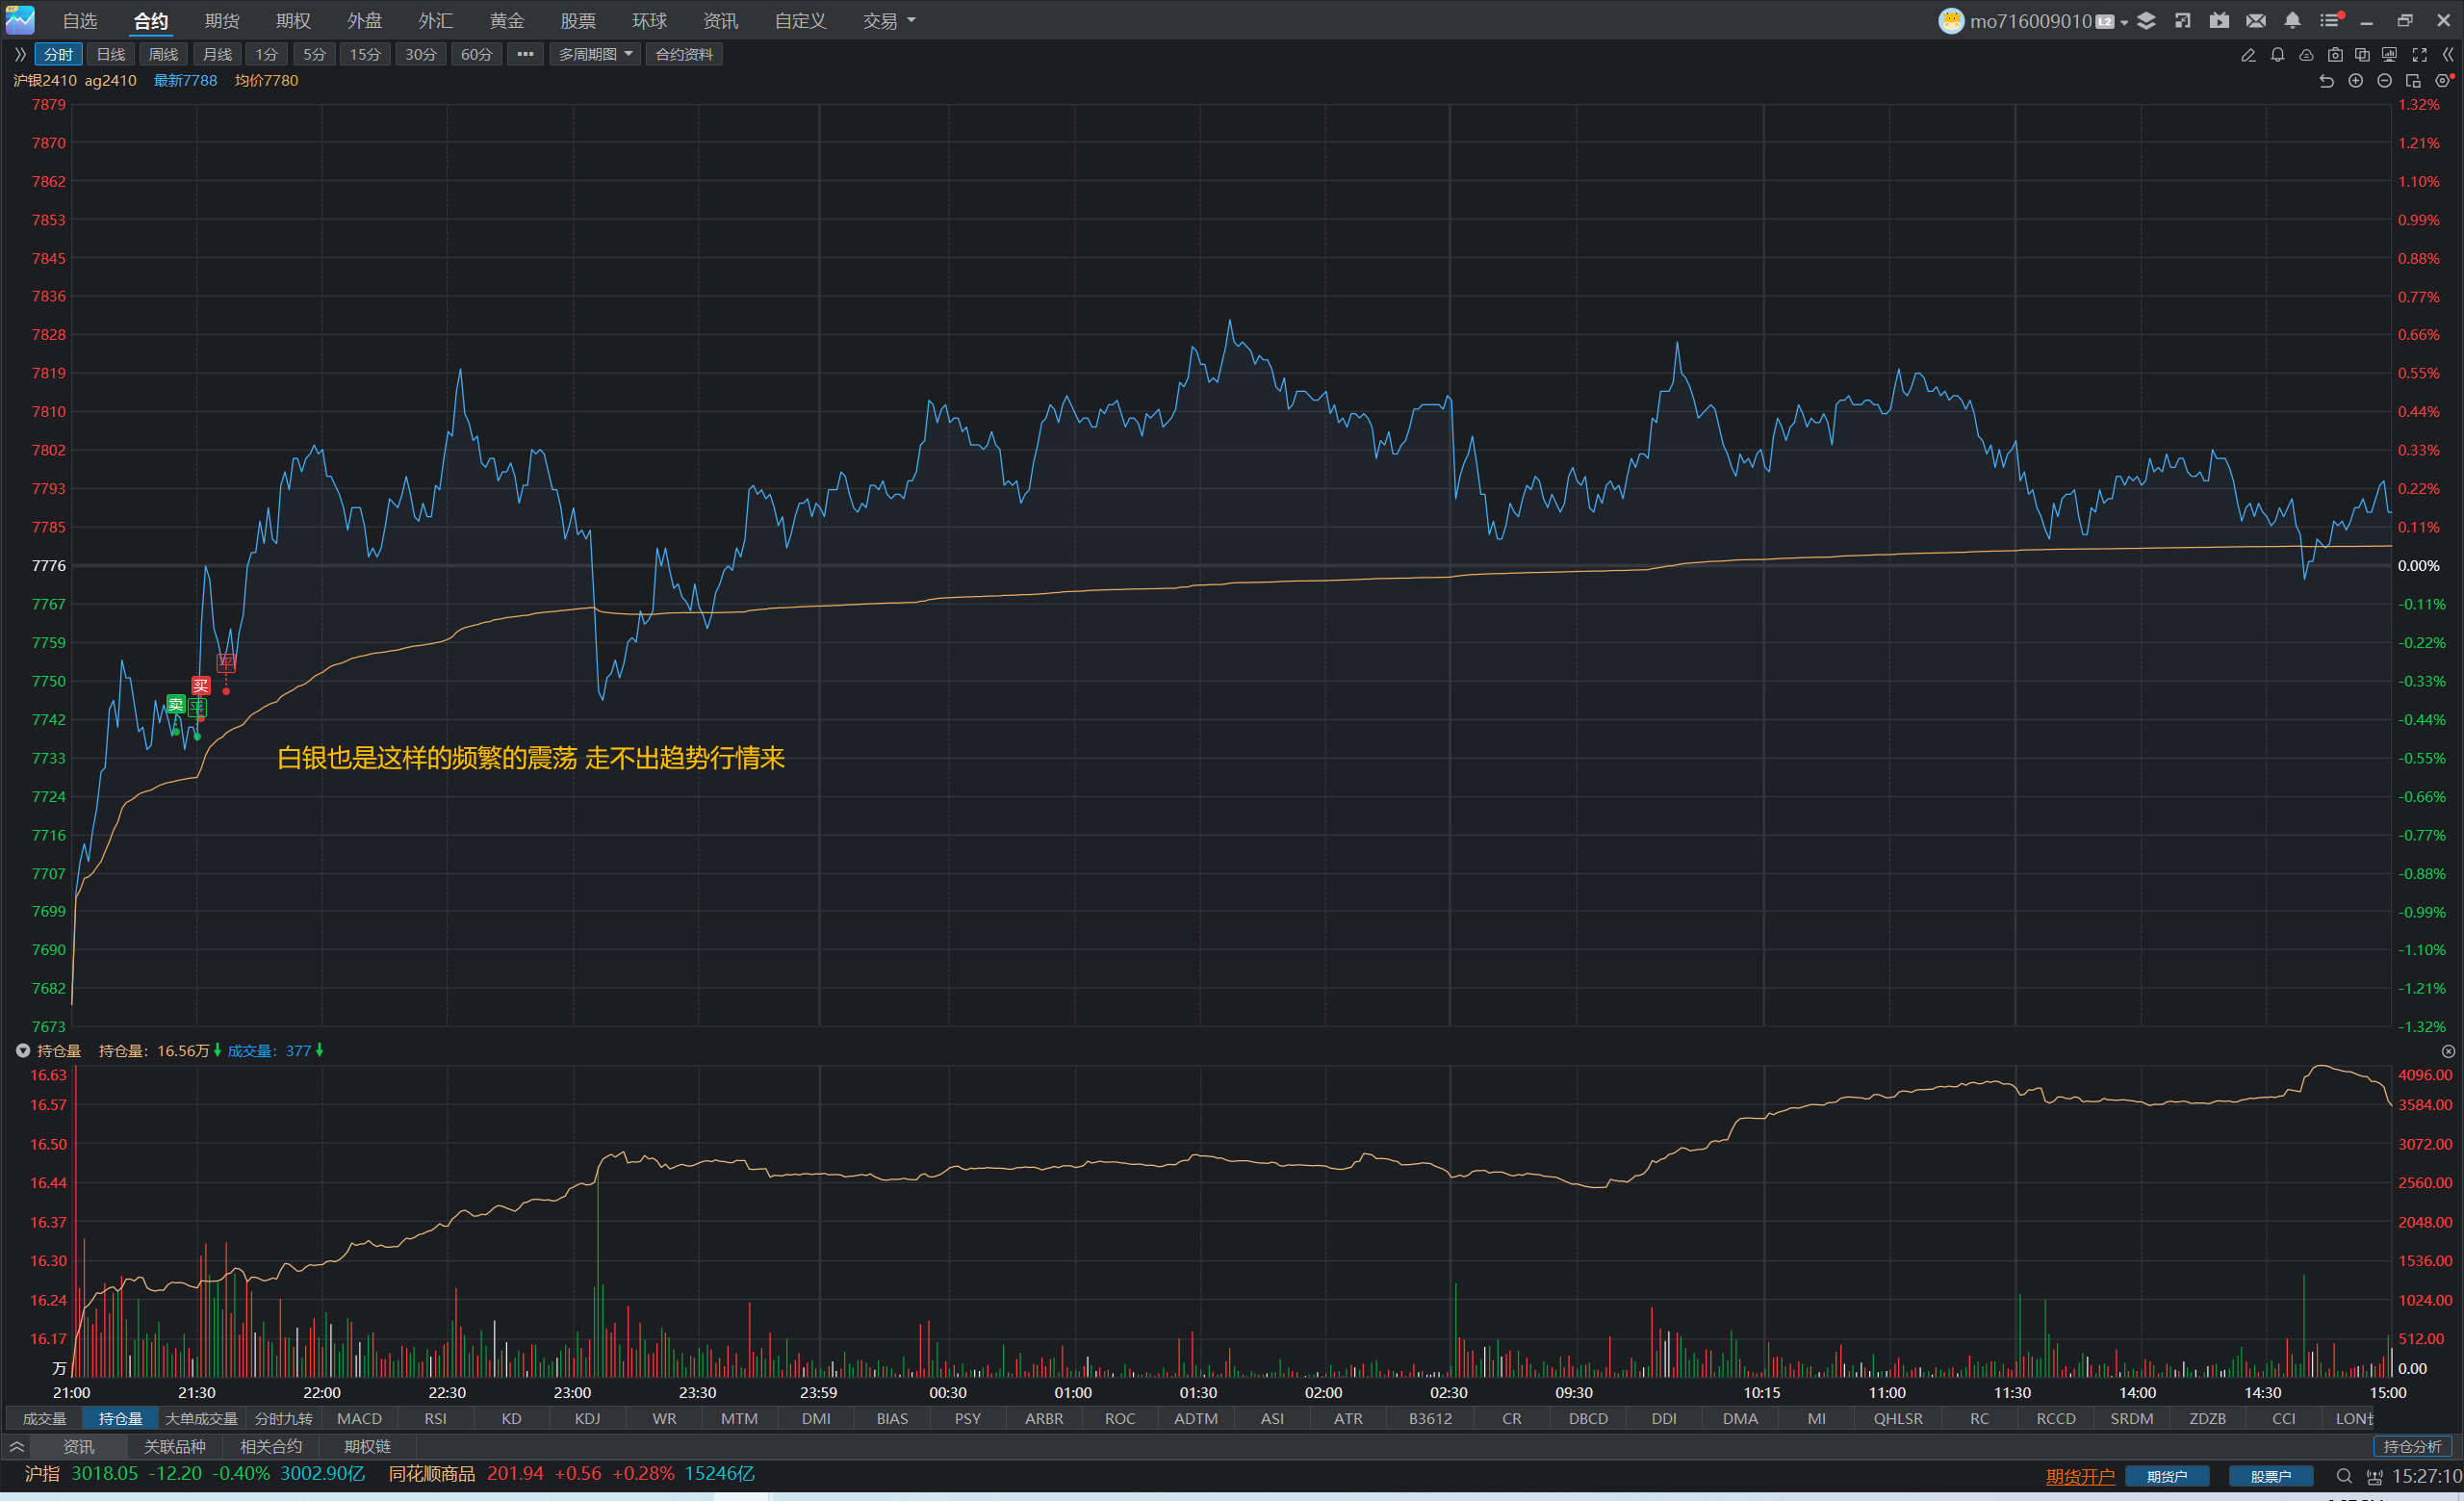 自选 合约 期货 期权 外盘 外汇 黄金 股票 环球 资讯 自定义 交易 mo716009010 L2
分时 日线 周线 月线 1分 5分 15分 30分 60分 ••• 多周期图 合约资料
沪银2410 ag2410 最新7788 均价7780
7879 1.32%
7870 1.21%
7862 1.10%
7853 0.99%
7845 0.88%
7836 0.77%
7828 0.66%
7819 0.55%
7810 0.44%
7802 0.33%
7793 0.22%
7785 0.11%
7776 0.00%
7767 -0.11%
7759 -0.22%
平
7750 -0.33%
买
卖 平
7742 -0.44%
7733 -0.55%
白银也是这样的频繁的震荡 走不出趋势行情来
7724 -0.66%
7716 -0.77%
7707 -0.88%
7699 -0.99%
7690 -1.10%
7682 -1.21%
7673 -1.32%
持仓量 持仓量：16.56万 成交量：377
16.63 4096.00
16.57 3584.00
16.50 3072.00
16.44 2560.00
16.37 2048.00
16.30 1536.00
16.24 1024.00
16.17 512.00
万 0.00
21:00 21:30 22:00 22:30 23:00 23:30 23:59 00:30 01:00 01:30 02:00 02:30 09:30 10:15 11:00 11:30 14:00 14:30 15:00
成交量 持仓量 大单成交量 分时九转 MACD RSI KD KDJ WR MTM DMI BIAS PSY ARBR ROC ADTM ASI ATR B3612 CR DBCD DDI DMA MI QHLSR RC RCCD SRDM ZDZB CCI LON
资讯 关联品种 相关合约 期权链 持仓分析
沪指 3018.05 -12.20 -0.40% 3002.90亿 同花顺商品 201.94 +0.56 +0.28% 15246亿 期货开户 期货户 股票户 15:27:10